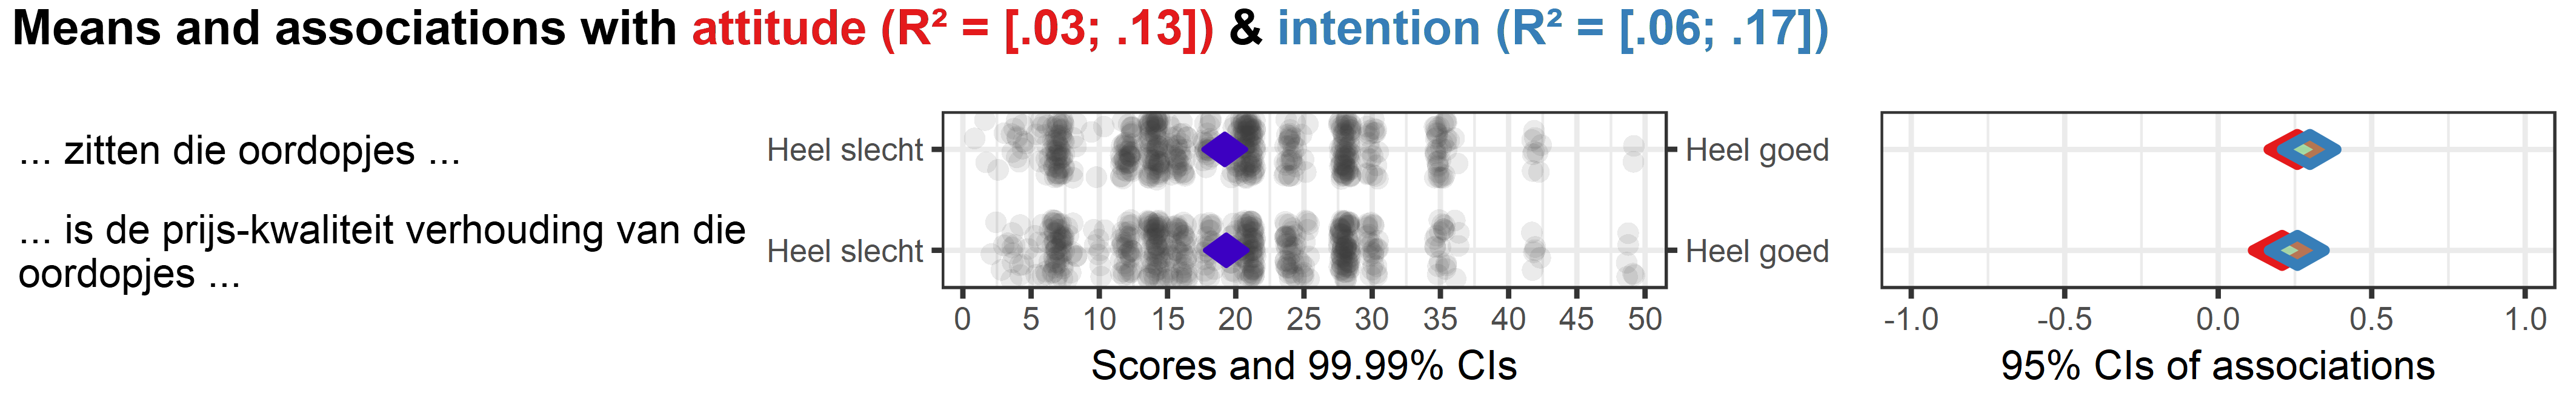 Means and associations with attitude (R² = [.03; .13]) & intention (R² = [.06; .17])
... zitten die oordopjes ...
Heel slecht
Heel goed
... is de prijs-kwaliteit verhouding van die
oordopjes ...
Heel slecht
Heel goed
0 5 10 15 20 25 30 35 40 45 50
Scores and 99.99% CIs
-1.0 -0.5 0.0 0.5 1.0
95% CIs of associations